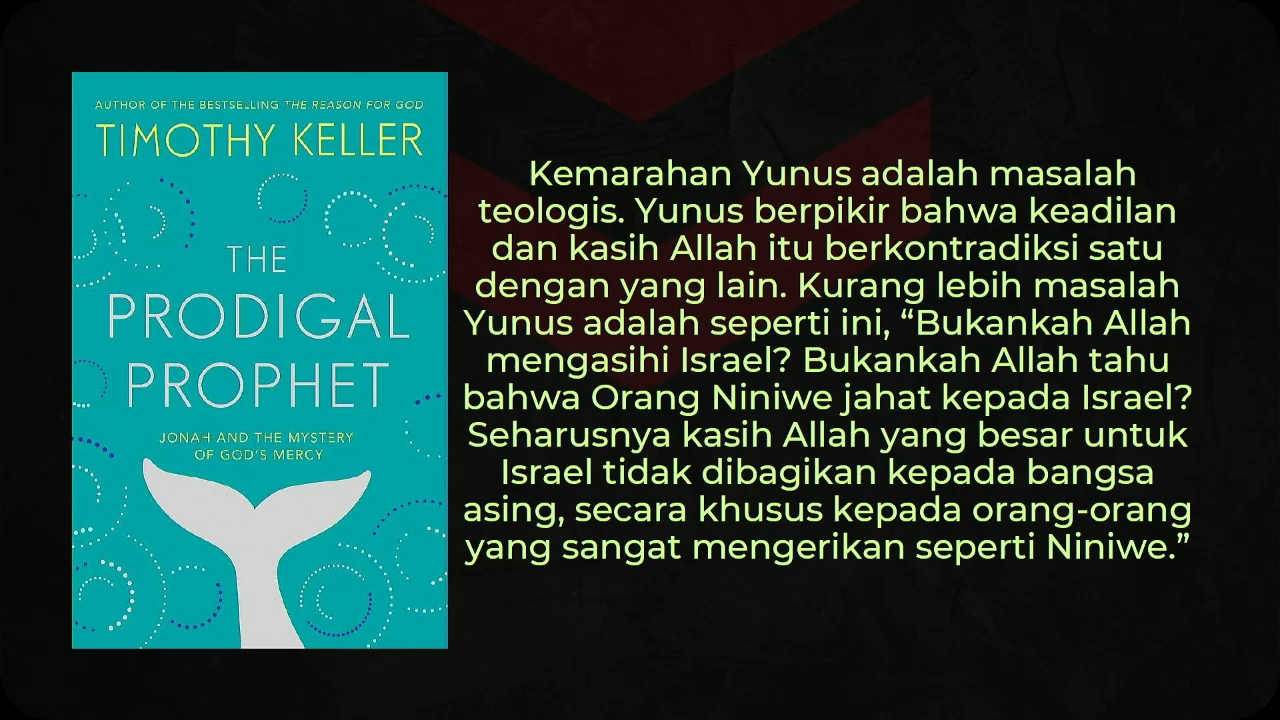 AUTHOR OF THE BESTSELLING THE REASON FOR GOD
TIMOTHY KELLER
THE
PRODIGAL
PROPHET
JONAH AND THE MYSTERY
OF GOD'S MERCY
Kemarahan Yunus adalah masalah
teologis. Yunus berpikir bahwa keadilan
dan kasih Allah itu berkontradiksi satu
dengan yang lain. Kurang lebih masalah
Yunus adalah seperti ini, “Bukankah Allah
mengasihi Israel? Bukankah Allah tahu
bahwa Orang Niniwe jahat kepada Israel?
Seharusnya kasih Allah yang besar untuk
Israel tidak dibagikan kepada bangsa
asing, secara khusus kepada orang-orang
yang sangat mengerikan seperti Niniwe.”